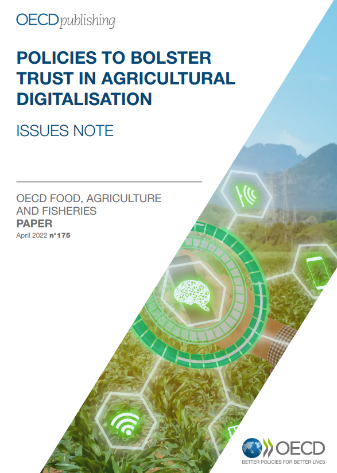 OECDpublishing
POLICIES TO BOLSTER
TRUST IN AGRICULTURAL
DIGITALISATION
ISSUES NOTE
OECD FOOD, AGRICULTURE
AND FISHERIES
PAPER
April 2022 n°175
OECD
BETTER POLICIES FOR BETTER LIVES